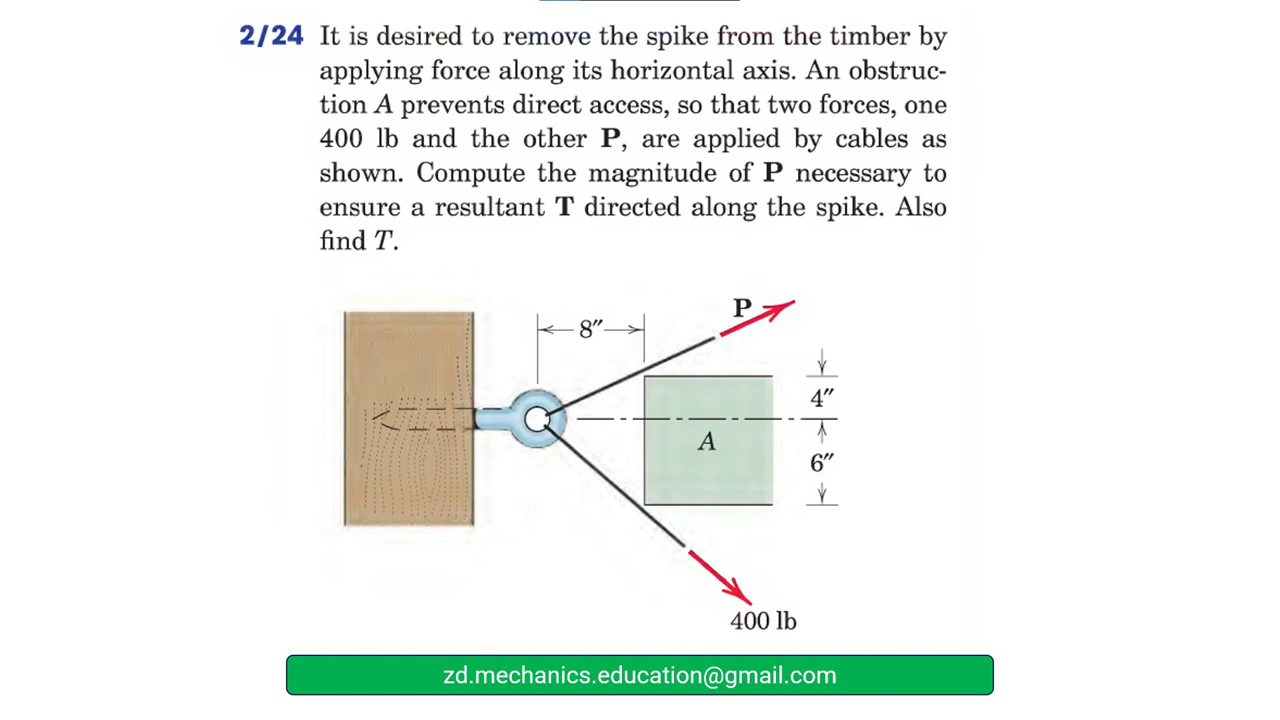 2/24 It is desired to remove the spike from the timber by
applying force along its horizontal axis. An obstruc-
tion A prevents direct access, so that two forces, one
400 lb and the other P, are applied by cables as
shown. Compute the magnitude of P necessary to
ensure a resultant T directed along the spike. Also
find T.
P
8″
4″
A
6″
400 lb
zd.mechanics.education@gmail.com